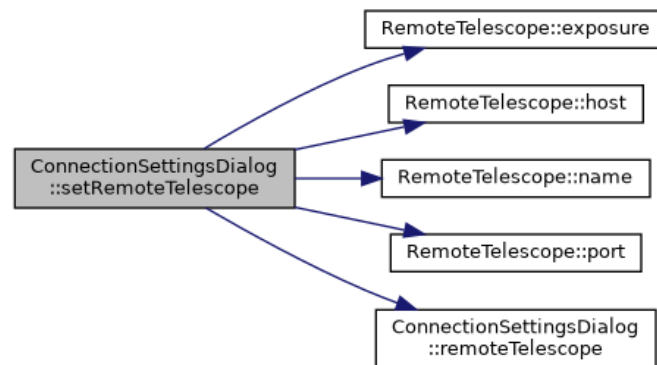 RemoteTelescope::exposure
RemoteTelescope::host
ConnectionSettingsDialog
::setRemoteTelescope
RemoteTelescope::name
RemoteTelescope::port
ConnectionSettingsDialog
::remoteTelescope